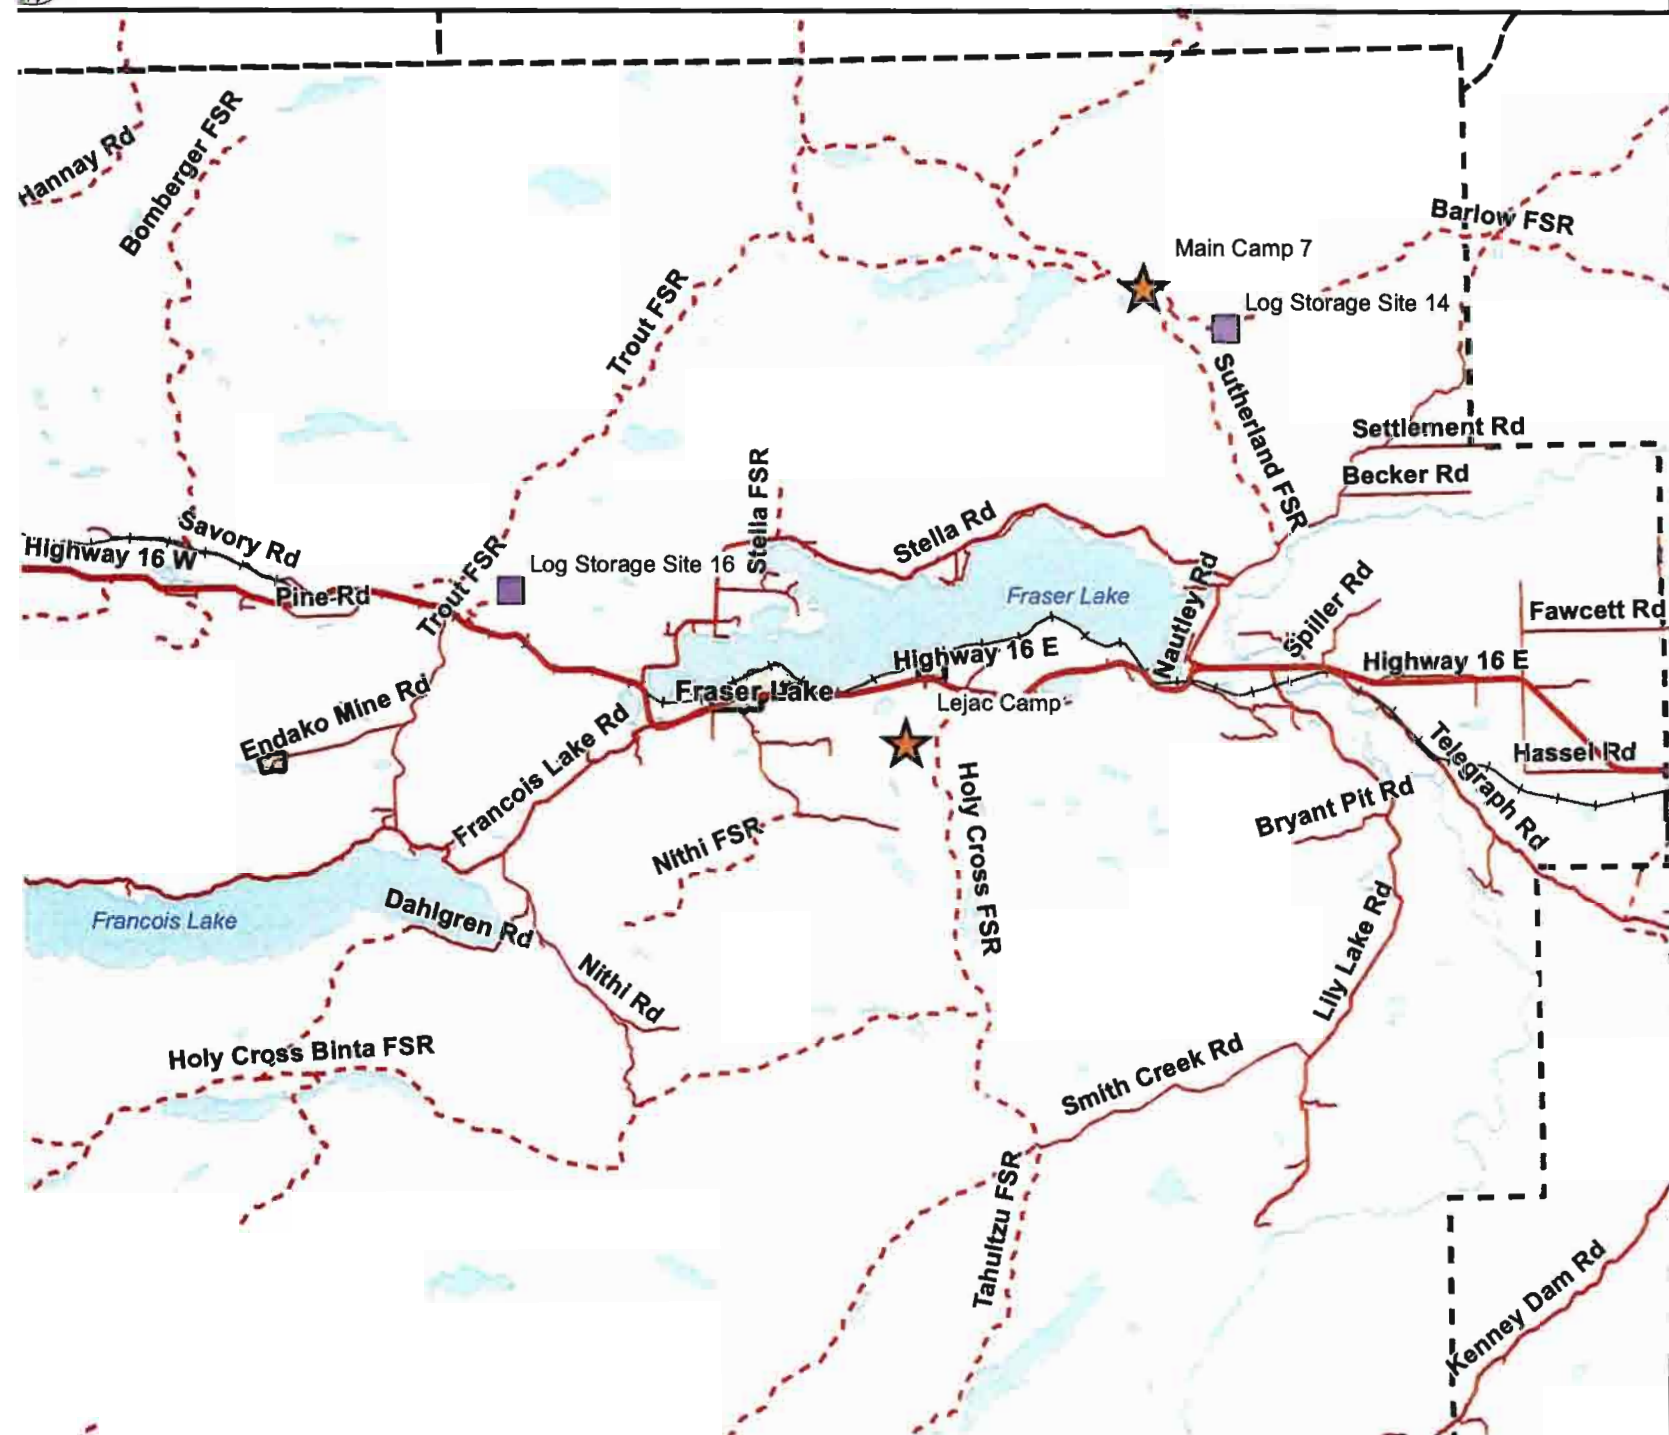 Hannay Rd
Bomberger FSR
Barlow FSR
Main Camp 7
Log Storage Site 14
Trout FSR
Sutherland FSR
Settlement Rd
Becker Rd
Stella FSR
Stella Rd
Savory Rd
Highway 16 W
Log Storage Site 16
Pine Rd
Trout FSR
Fraser Lake
Nautley Rd
Spiller Rd
Fawcett Rd
Highway 16 E
Highway 16 E
Fraser Lake
Lejac Camp
Endako Mine Rd
Francois Lake Rd
Telegraph Rd
Hassel Rd
Holy Cross FSR
Bryant Pit Rd
Nithi FSR
Francois Lake
Dahlgren Rd
Lily Lake Rd
Nithi Rd
Holy Cross Binta FSR
Smith Creek Rd
Tahultzu FSR
Kenney Dam Rd